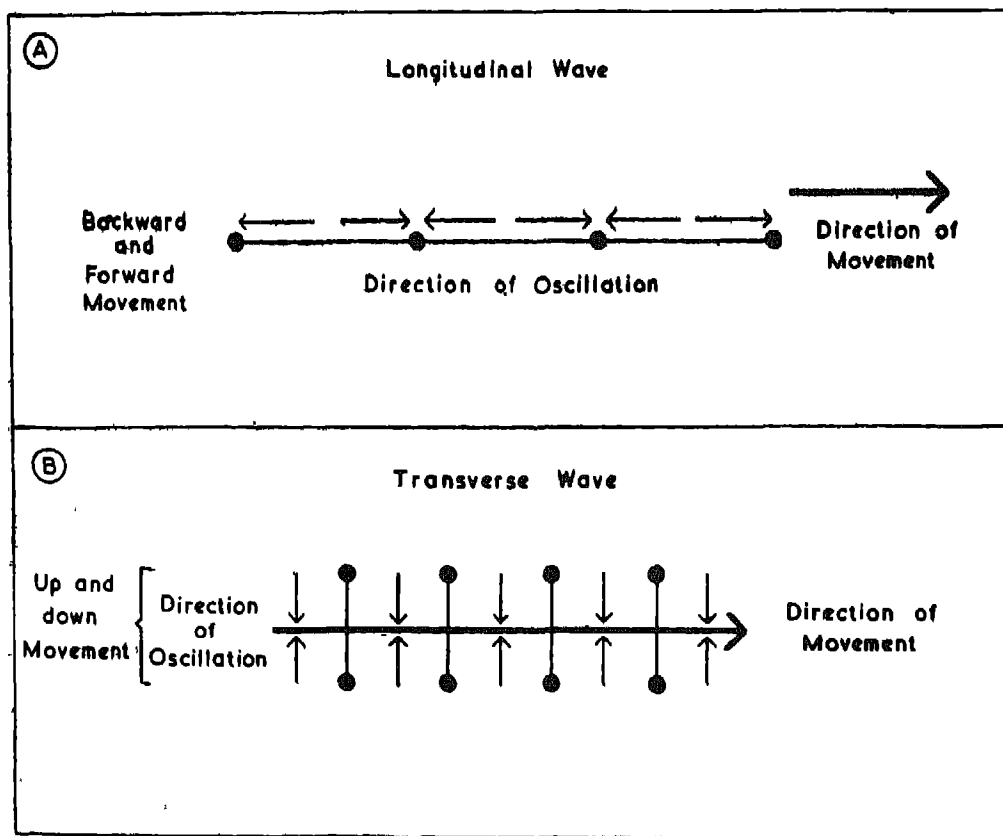 A
Longitudinal Wave
Backward
and
Forward
Movement
Direction of Oscillation
Direction of
Movement
B
Transverse Wave
Up and
down
Movement
Direction
of
Oscillation
Direction of
Movement